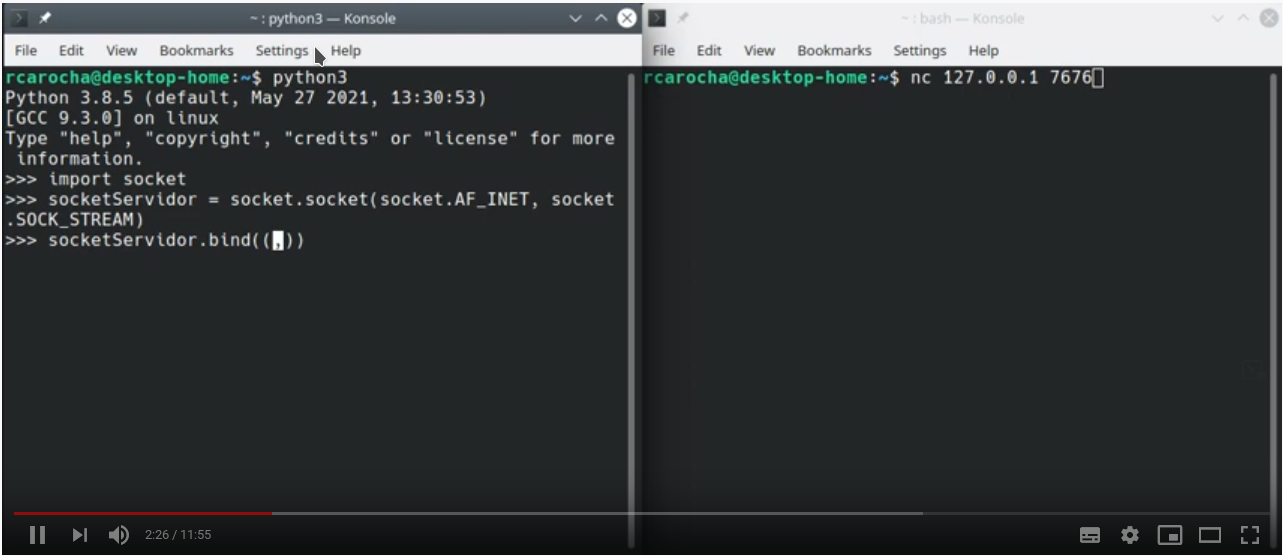 ~ : python3 — Konsole
File Edit View Bookmarks Settings Help
rcarocha@desktop-home:~$ python3
Python 3.8.5 (default, May 27 2021, 13:30:53)
[GCC 9.3.0] on linux
Type "help", "copyright", "credits" or "license" for more
 information.
>>> import socket
>>> socketServidor = socket.socket(socket.AF_INET, socket
.SOCK_STREAM)
>>> socketServidor.bind((,))
~ : bash — Konsole
File Edit View Bookmarks Settings Help
rcarocha@desktop-home:~$ nc 127.0.0.1 7676
2:26 / 11:55